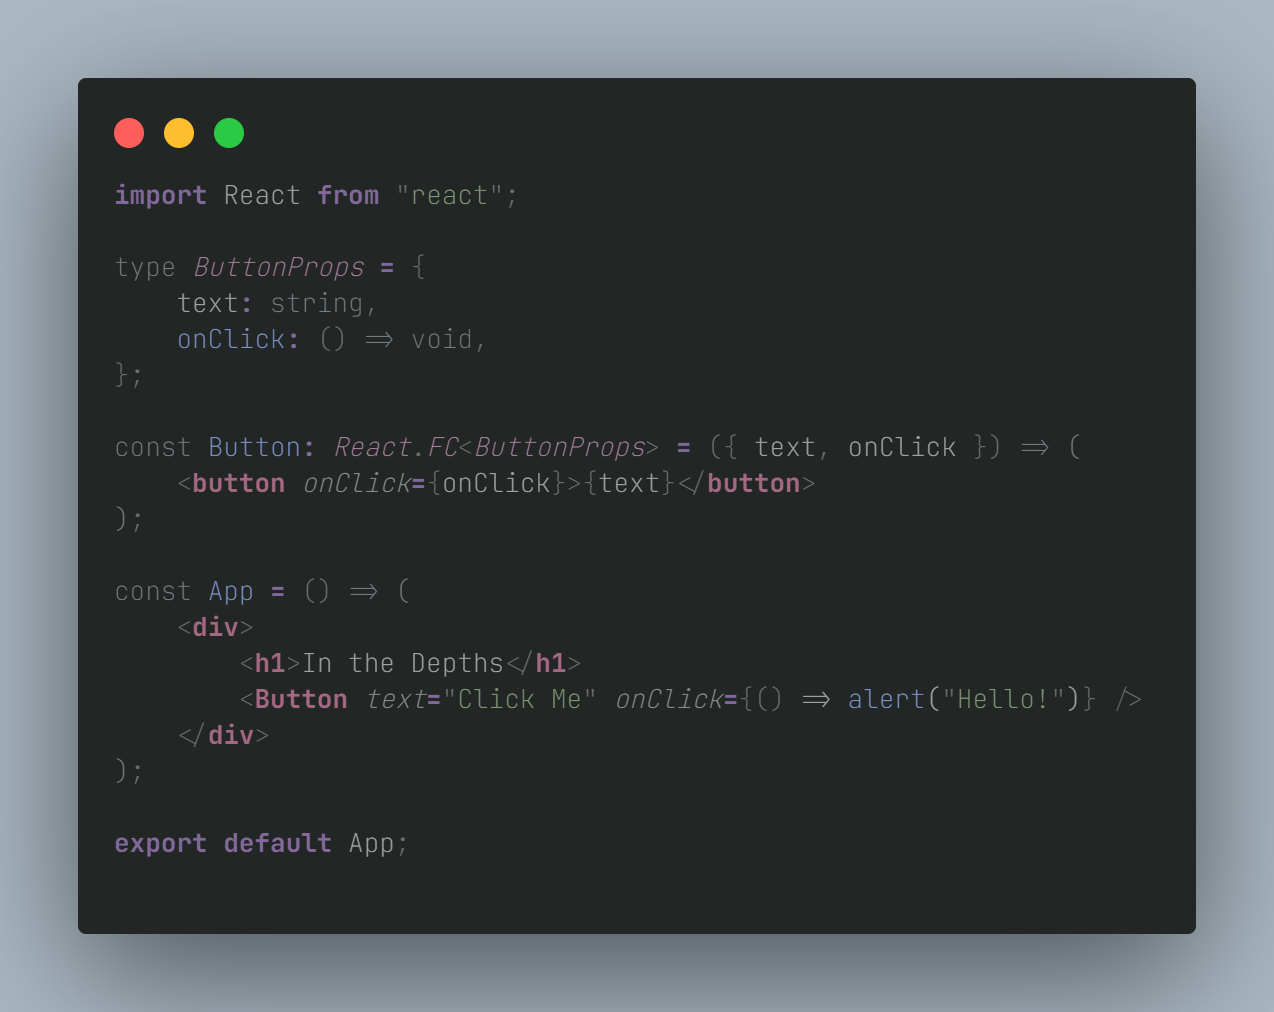 import React from "react";
type ButtonProps = {
    text: string,
    onClick: () => void,
};
const Button: React.FC<ButtonProps> = ({ text, onClick }) => (
    <button onClick={onClick}>{text}</button>
);
const App = () => (
    <div>
        <h1>In the Depths</h1>
        <Button text="Click Me" onClick={() => alert("Hello!")} />
    </div>
);
export default App;